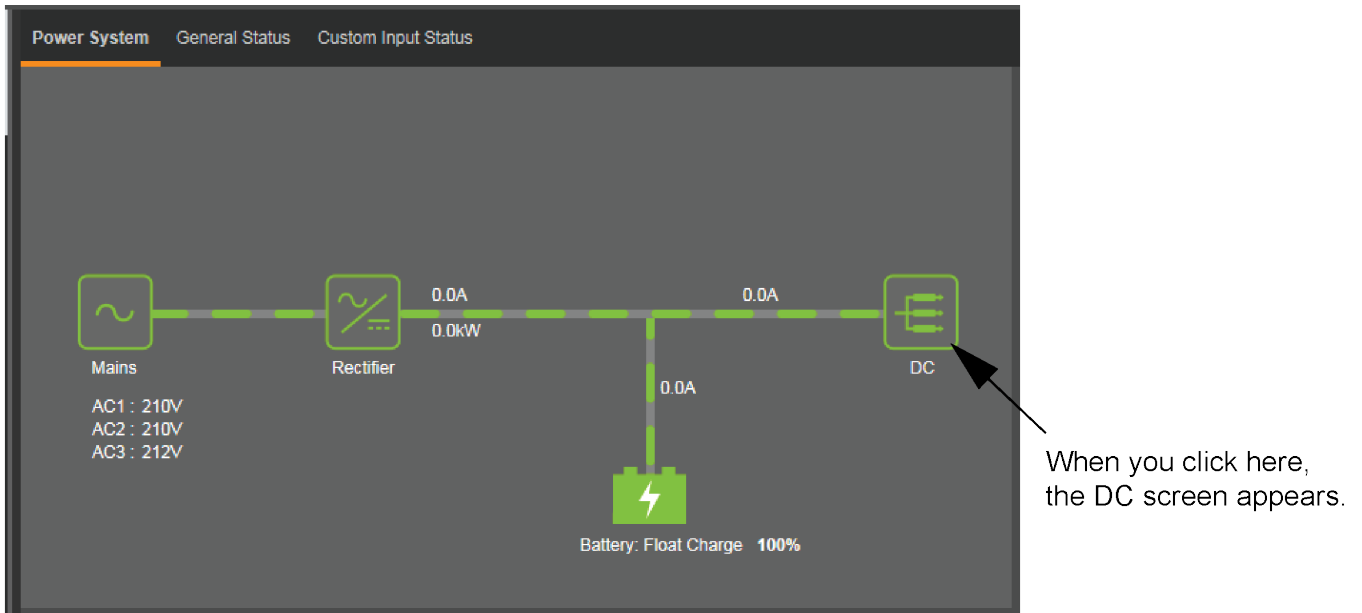 Power System General Status Custom Input Status
0.0A 0.0A
0.0kW
Mains Rectifier DC
0.0A
AC1 : 210V
AC2 : 210V
AC3 : 212V
When you click here,
the DC screen appears.
Battery: Float Charge 100%